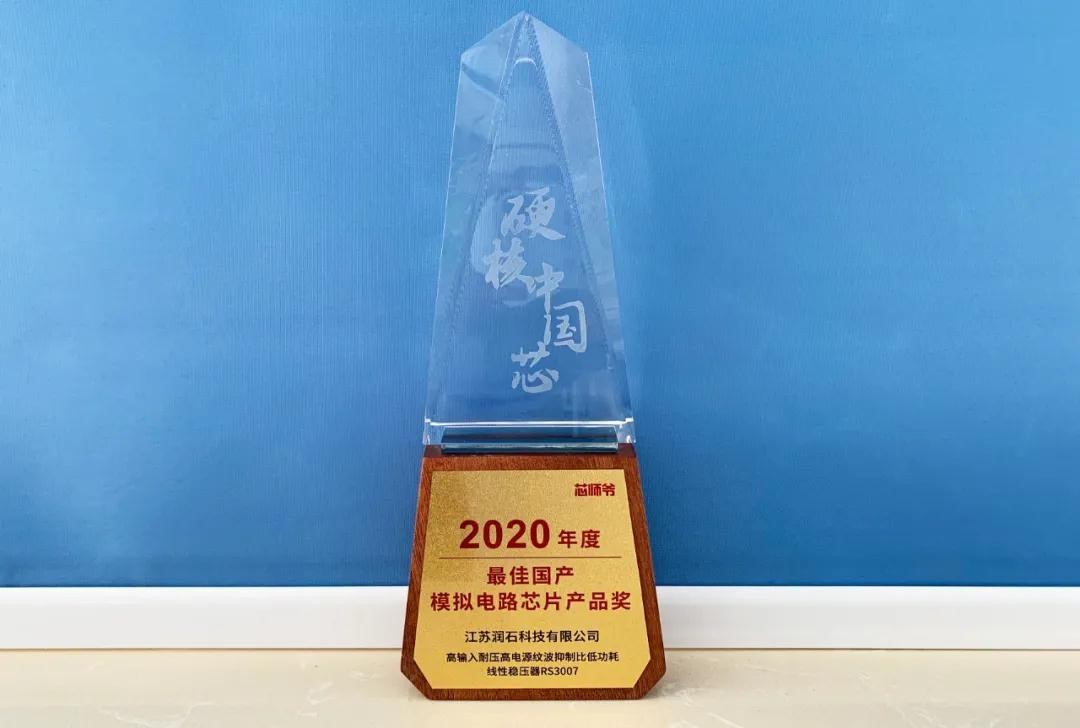 硬
核
中
国
芯
芯师爷
2020年度
最佳国产
模拟电路芯片产品奖
江苏润石科技有限公司
高输入耐压高电源纹波抑制比低功耗
线性稳压器RS3007